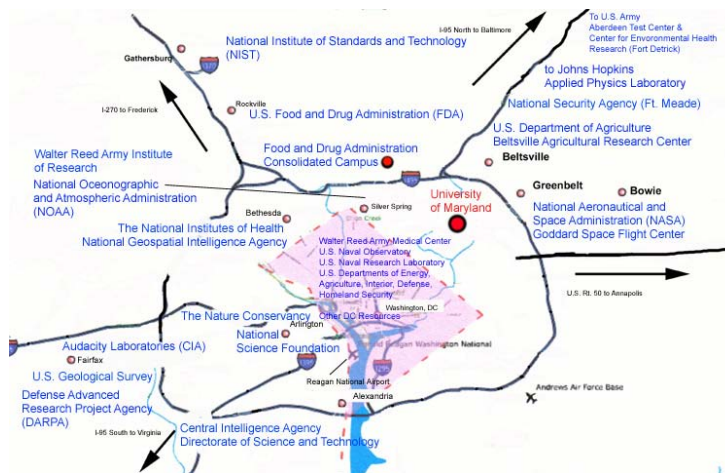 To U.S. Army
Aberdeen Test Center &
Center for Envoronmental Health
Research (Fort Detrick)
I-95 North to Baltimore
National Institute of Standards and Technology
(NIST)
Gathersburg
to Johns Hopkins
Applied Physics Laboratory
I-270 to Frederick
Rockville
U.S. Food and Drug Administration (FDA)
National Security Agency (Ft. Meade)
U.S. Department of Agriculture
Beltsville Agricultural Research Center
Beltsville
Walter Reed Army Institute
of Research
Food and Drug Administration
Consolidated Campus
National Oceonographic
and Atmospheric Administration
(NOAA)
Silver Spring
University
of Maryland
Greenbelt
Bowie
National Aeronautical and
Space Administration (NASA)
Goddard Space Flight Center
Bethesda
The National Institutes of Health
National Geospatial Intelligence Agency
Walter Reed Army Medical Center
U.S. Naval Observatory
U.S. Naval Research Laboratory
U.S. Departments of Energy,
Agriculture, Interior, Defense,
Homeland Security
Washington, DC
Other DC Resources
U.S. Rt. 50 to Annapolis
The Nature Conservancy
Arlington
National
Science Foundation
Reagan Washington National
Reagan National Airport
295
Audacity Laboratories (CIA)
Fairfax
U.S. Geological Survey
Defense Advanced
Research Project Agency
(DARPA)
Alexandria
Andrews Air Force Base
I-95 South to Virginia
Central Intelligence Agency
Directorate of Science and Technology